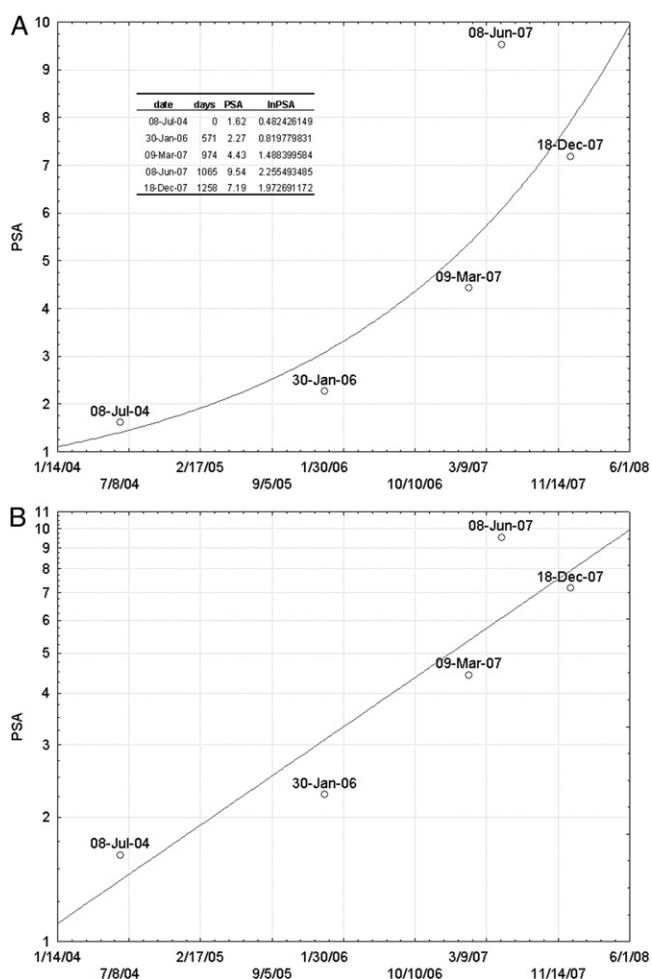 A
10
9
8
7
6
5
4
3
2
1
PSA
08-Jun-07
date days PSA lnPSA
08-Jul-04 0 1.62 0.482426149
30-Jan-06 571 2.27 0.819779831
09-Mar-07 974 4.43 1.488399584
08-Jun-07 1065 9.54 2.255493485
18-Dec-07 1258 7.19 1.972691172
18-Dec-07
09-Mar-07
30-Jan-06
08-Jul-04
1/14/04 2/17/05 1/30/06 3/9/07 6/1/08
7/8/04 9/5/05 10/10/06 11/14/07
B
11
10
9
8
7
6
5
4
3
2
1
PSA
08-Jun-07
18-Dec-07
09-Mar-07
30-Jan-06
08-Jul-04
1/14/04 2/17/05 1/30/06 3/9/07 6/1/08
7/8/04 9/5/05 10/10/06 11/14/07